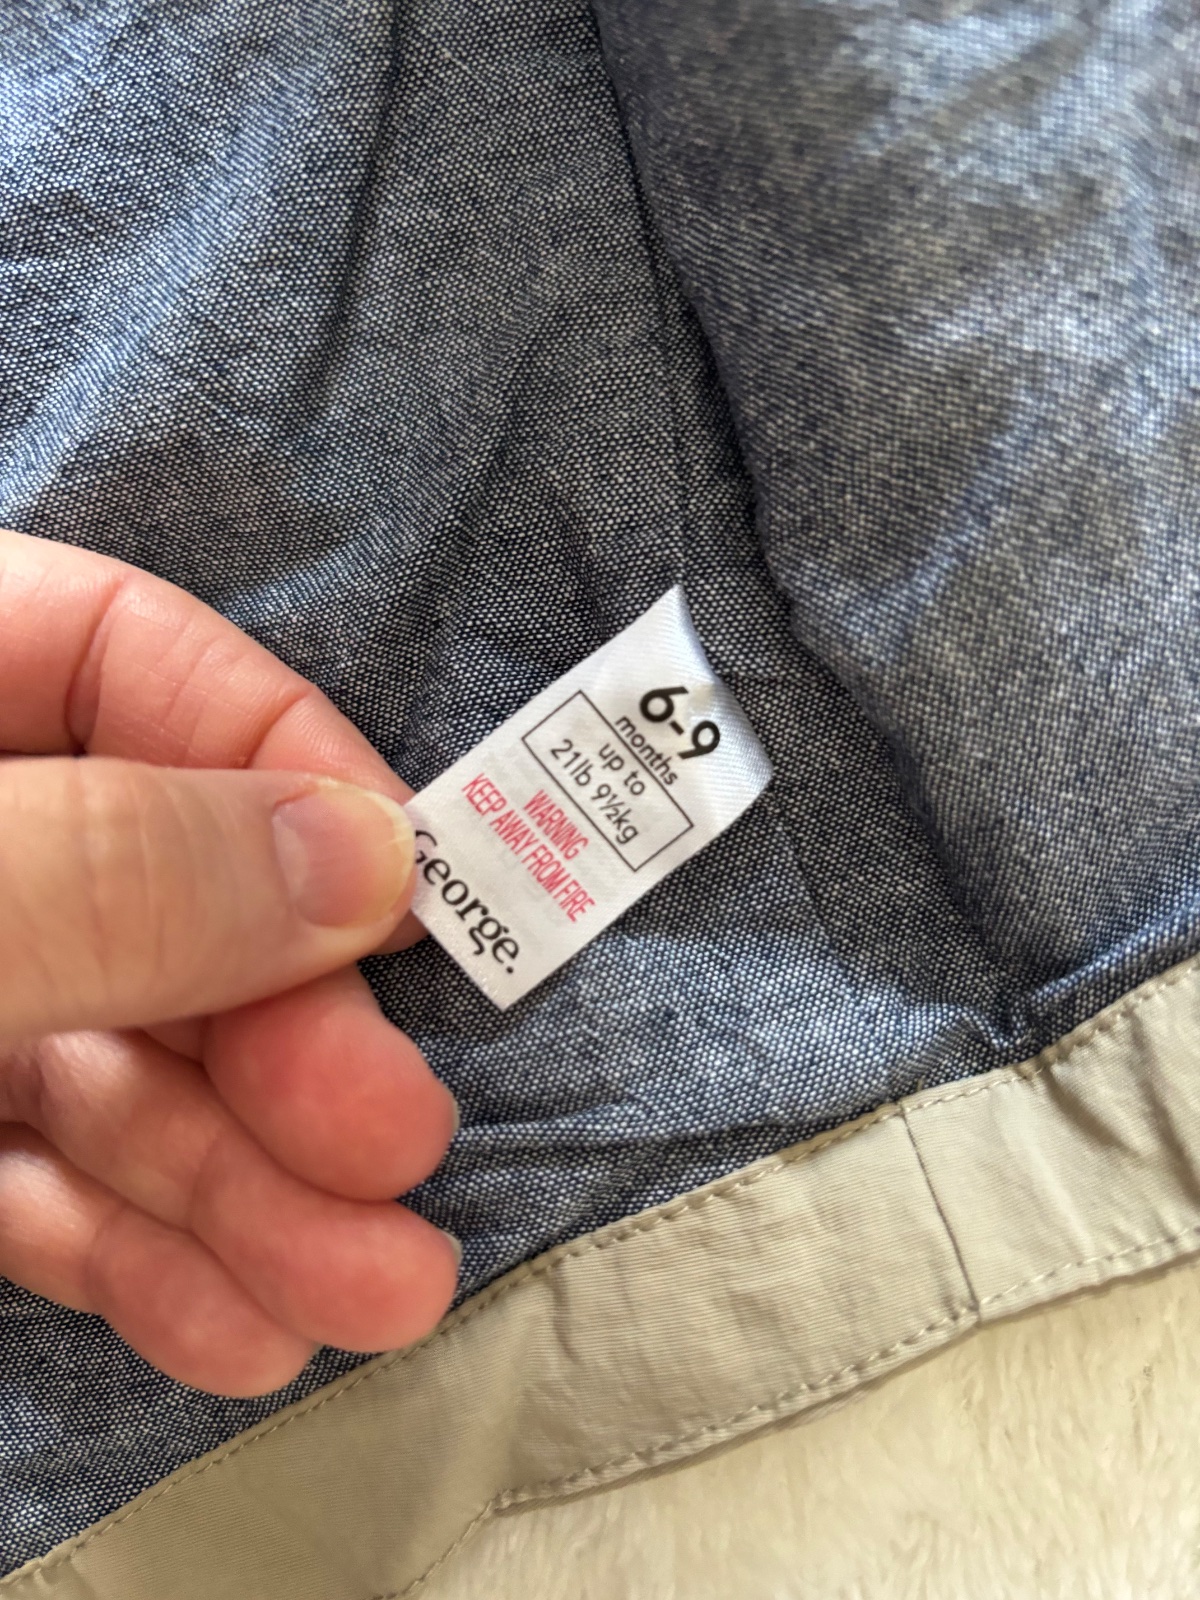 6-9
months
up to
21lb 9½kg
WARNING
KEEP AWAY FROM FIRE
George.